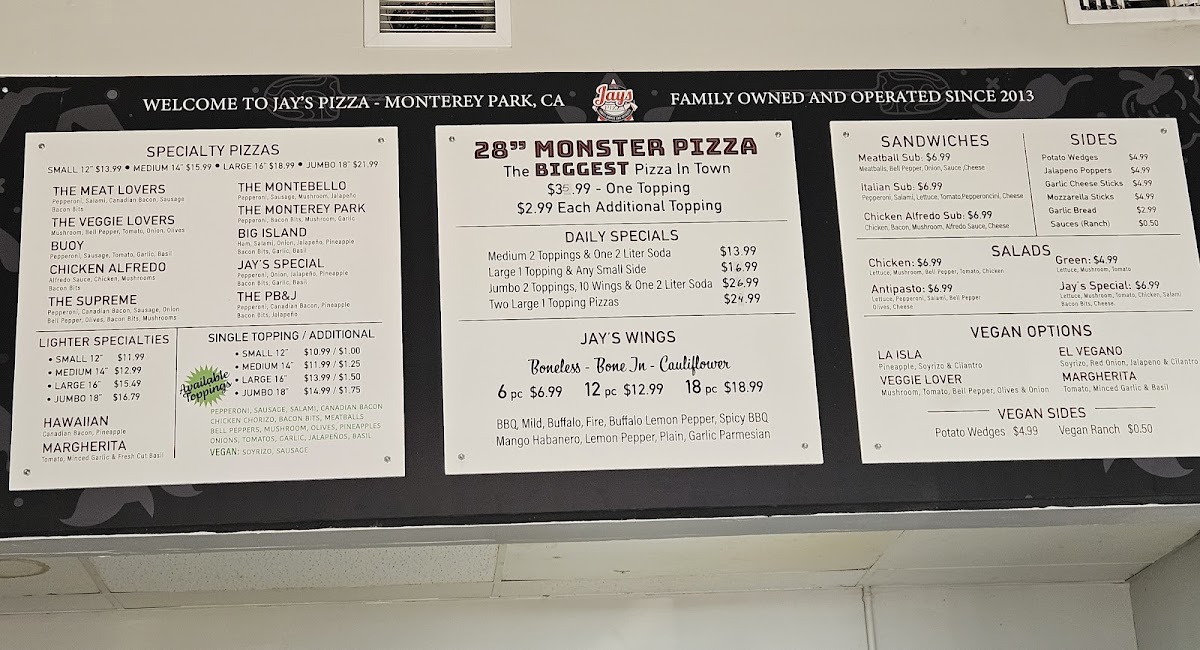 WELCOME TO JAY'S PIZZA - MONTEREY PARK, CA
Jays
FAMILY OWNED AND OPERATED SINCE 2013
SPECIALTY PIZZAS
SMALL 12" $13.99 • MEDIUM 14" $15.99 • LARGE 16" $18.99 • JUMBO 18" $21.99
THE MEAT LOVERS
Pepperoni, Salami, Canadian Bacon, Sausage
Bacon Bits
THE VEGGIE LOVERS
Mushroom, Bell Pepper, Tomato, Onion, Olives
BUOY
Pepperoni, Sausage, Tomato, Garlic, Basil
CHICKEN ALFREDO
Alfredo Sauce, Chicken, Mushrooms
Bacon Bits
THE SUPREME
Pepperoni, Canadian Bacon, Sausage, Onion
Bell Pepper, Olives, Bacon Bits, Mushrooms
THE MONTEBELLO
Pepperoni, Sausage, Mushroom, Jalapeño
THE MONTEREY PARK
Pepperoni, Bacon Bits, Mushroom, Garlic
BIG ISLAND
Ham, Salami, Onion, Jalapeño, Pineapple
Bacon Bits, Garlic, Basil
JAY'S SPECIAL
Pepperoni, Onion, Jalapeño, Pineapple
Bacon Bits, Garlic, Basil
THE PB&J
Pepperoni, Canadian Bacon, Pineapple
Bacon Bits, Jalapeño
LIGHTER SPECIALTIES
• SMALL 12" $11.99
• MEDIUM 14" $12.99
• LARGE 16" $15.49
• JUMBO 18" $16.79
HAWAIIAN
Canadian Bacon, Pineapple
MARGHERITA
Tomato, Minced Garlic & Fresh Cut Basil
SINGLE TOPPING / ADDITIONAL
• SMALL 12" $10.99 / $1.00
• MEDIUM 14" $11.99 / $1.25
• LARGE 16" $13.99 / $1.50
• JUMBO 18" $14.99 / $1.75
Available
Toppings
PEPPERONI, SAUSAGE, SALAMI, CANADIAN BACON
CHICKEN CHORIZO, BACON BITS, MEATBALLS
BELL PEPPERS, MUSHROOM, OLIVES, PINEAPPLES
ONIONS, TOMATOS, GARLIC, JALAPEÑOS, BASIL
VEGAN: SOYRIZO, SAUSAGE
28" MONSTER PIZZA
The BIGGEST Pizza In Town
$35.99 - One Topping
$2.99 Each Additional Topping
DAILY SPECIALS
Medium 2 Toppings & One 2 Liter Soda $13.99
Large 1 Topping & Any Small Side $16.99
Jumbo 2 Toppings, 10 Wings & One 2 Liter Soda $26.99
Two Large 1 Topping Pizzas $24.99
JAY'S WINGS
Boneless - Bone In - Cauliflower
6 pc $6.99 12 pc $12.99 18 pc $18.99
BBQ, Mild, Buffalo, Fire, Buffalo Lemon Pepper, Spicy BBQ
Mango Habanero, Lemon Pepper, Plain, Garlic Parmesian
SANDWICHES
Meatball Sub: $6.99
Meatballs, Bell Pepper, Onion, Sauce ,Cheese
Italian Sub: $6.99
Pepperoni, Salami, Lettuce, Tomato,Pepperoncini, Cheese
Chicken Alfredo Sub: $6.99
Chicken, Bacon, Mushroom, Alfredo Sauce, Cheese
SIDES
Potato Wedges $4.99
Jalapeno Poppers $4.99
Garlic Cheese Sticks $4.99
Mozzarella Sticks $4.99
Garlic Bread $2.99
Sauces (Ranch) $0.50
SALADS
Chicken: $6.99
Lettuce, Mushroom, Bell Pepper, Tomato, Chicken
Antipasto: $6.99
Lettuce, Pepperoni, Salami, Bell Pepper
Olives, Cheese
Green: $4.99
Lettuce, Mushroom, Tomato
Jay's Special: $6.99
Lettuce, Mushroom, Tomato, Chicken, Salami
Bacon Bits, Cheese
VEGAN OPTIONS
LA ISLA
Pineapple, Soyrizo & Cilantro
VEGGIE LOVER
Mushroom, Tomato, Bell Pepper, Olives & Onion
EL VEGANO
Soyrizo, Red Onion, Jalapeno & Cilantro
MARGHERITA
Tomato, Minced Garlic & Basil
VEGAN SIDES
Potato Wedges $4.99 Vegan Ranch $0.50